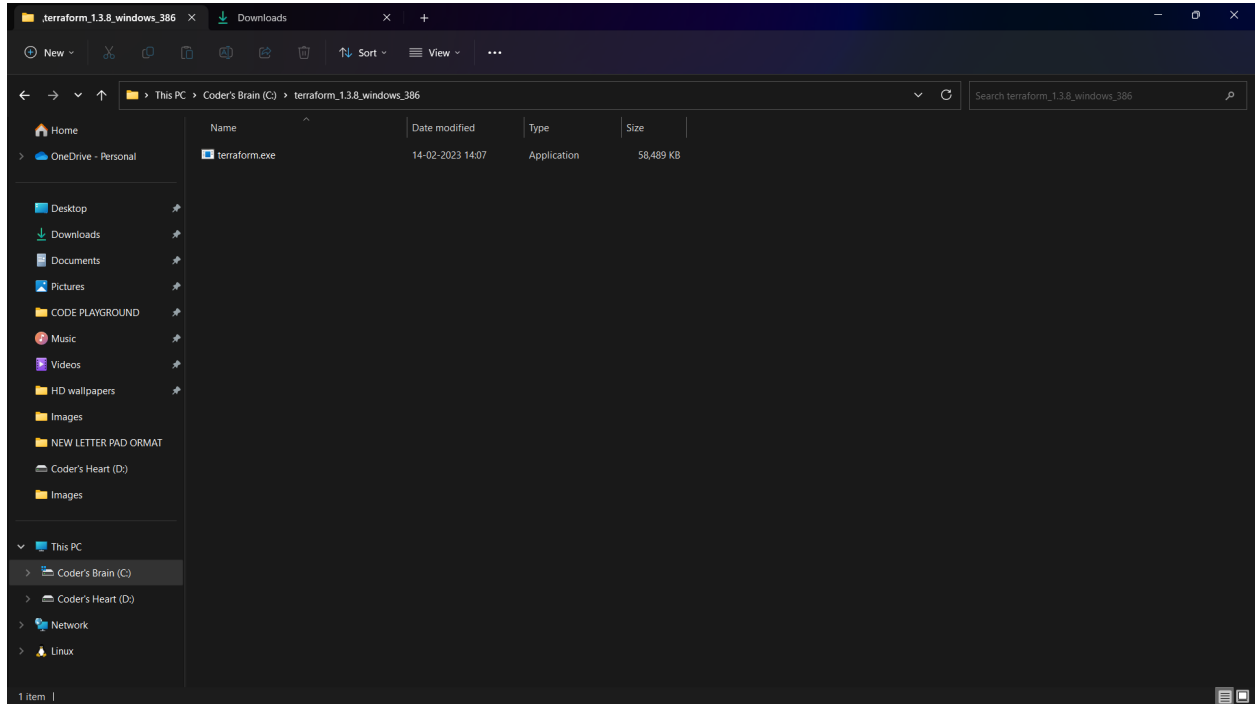 .terraform_1.3.8_windows_386
Downloads
New
Sort
View
This PC > Coder's Brain (C:) > terraform_1.3.8_windows_386
Search terraform_1.3.8_windows_386
Home
OneDrive - Personal
Desktop
Downloads
Documents
Pictures
CODE PLAYGROUND
Music
Videos
HD wallpapers
Images
NEW LETTER PAD ORMAT
Coder's Heart (D:)
Images
This PC
Coder's Brain (C:)
Coder's Heart (D:)
Network
Linux
Name Date modified Type Size
terraform.exe 14-02-2023 14:07 Application 58,489 KB
1 item